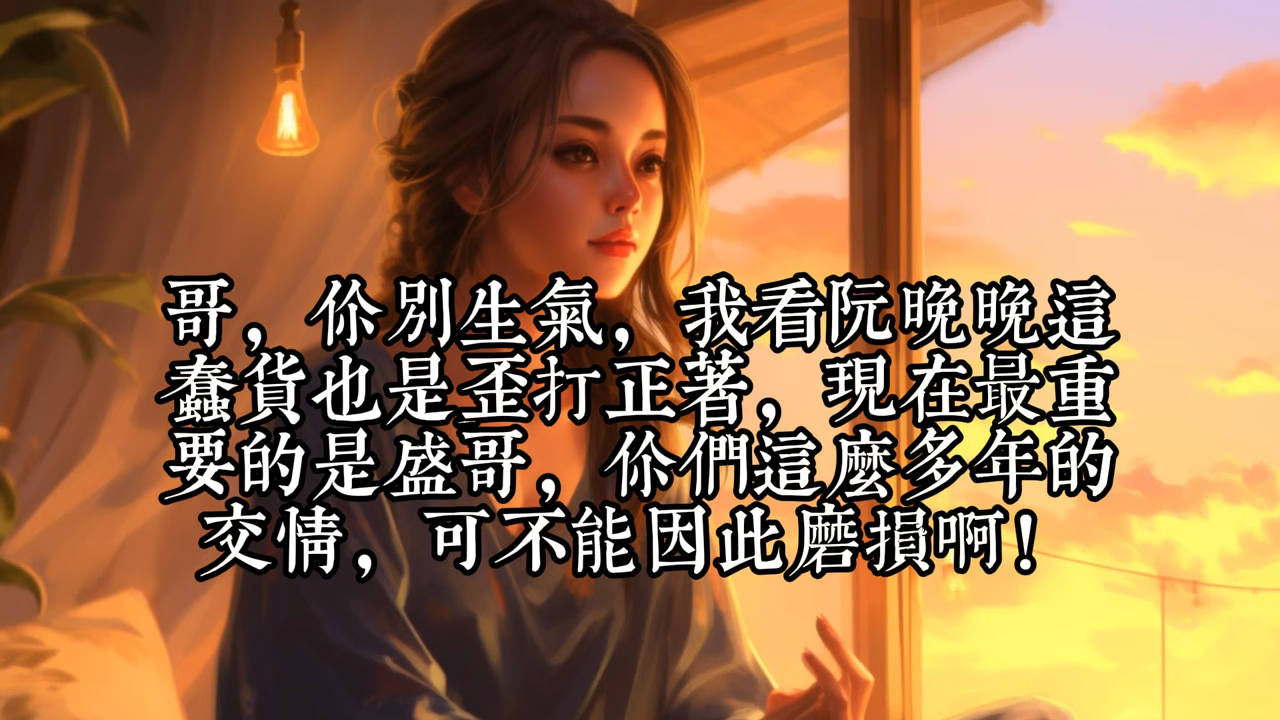 哥，你別生氣，我看阮晚晚這
蠢貨也是歪打正著，現在最重
要的是盛哥，你們這麼多年的
交情，可不能因此磨損啊！